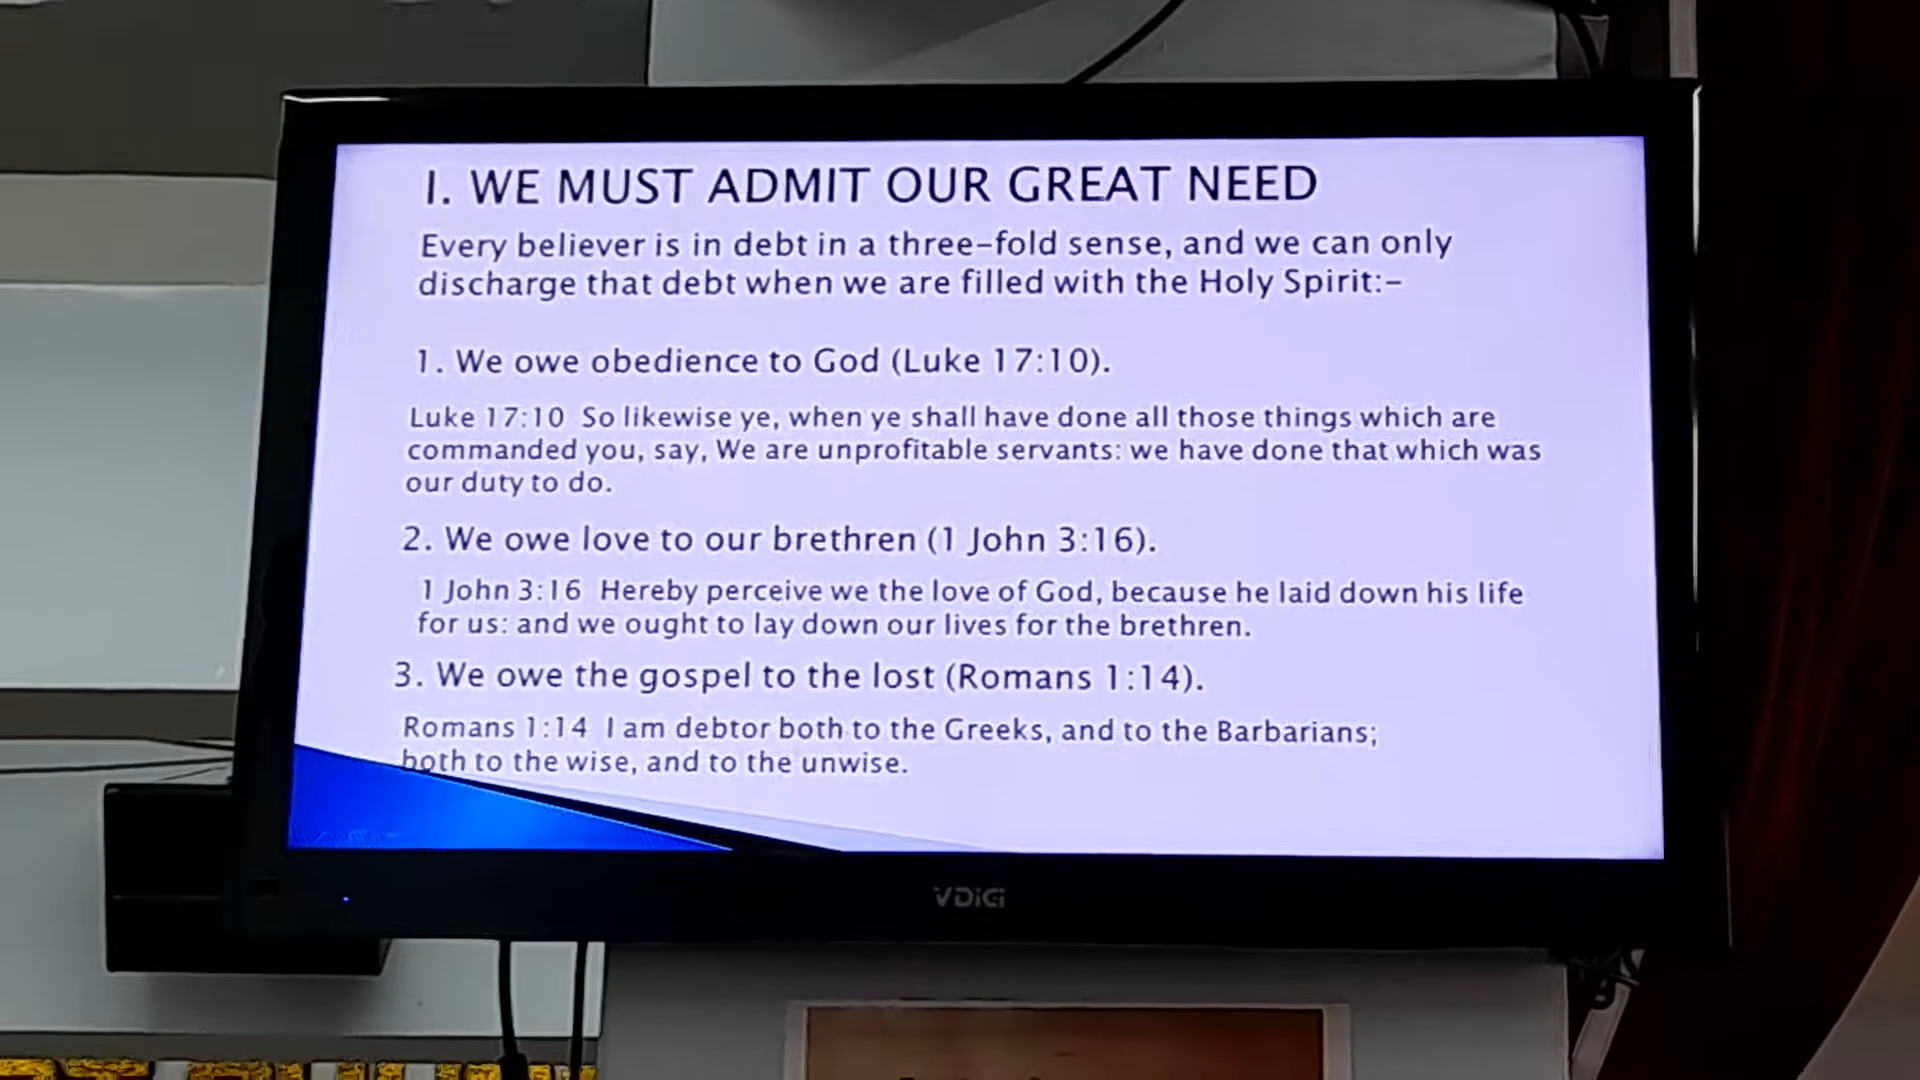 I. WE MUST ADMIT OUR GREAT NEED
Every believer is in debt in a three-fold sense, and we can only
discharge that debt when we are filled with the Holy Spirit:-
1. We owe obedience to God (Luke 17:10).
Luke 17:10 So likewise ye, when ye shall have done all those things which are
commanded you, say, We are unprofitable servants: we have done that which was
our duty to do.
2. We owe love to our brethren (1 John 3:16).
1 John 3:16 Hereby perceive we the love of God, because he laid down his life
for us: and we ought to lay down our lives for the brethren.
3. We owe the gospel to the lost (Romans 1:14).
Romans 1:14 I am debtor both to the Greeks, and to the Barbarians;
both to the wise, and to the unwise.
VDiGi